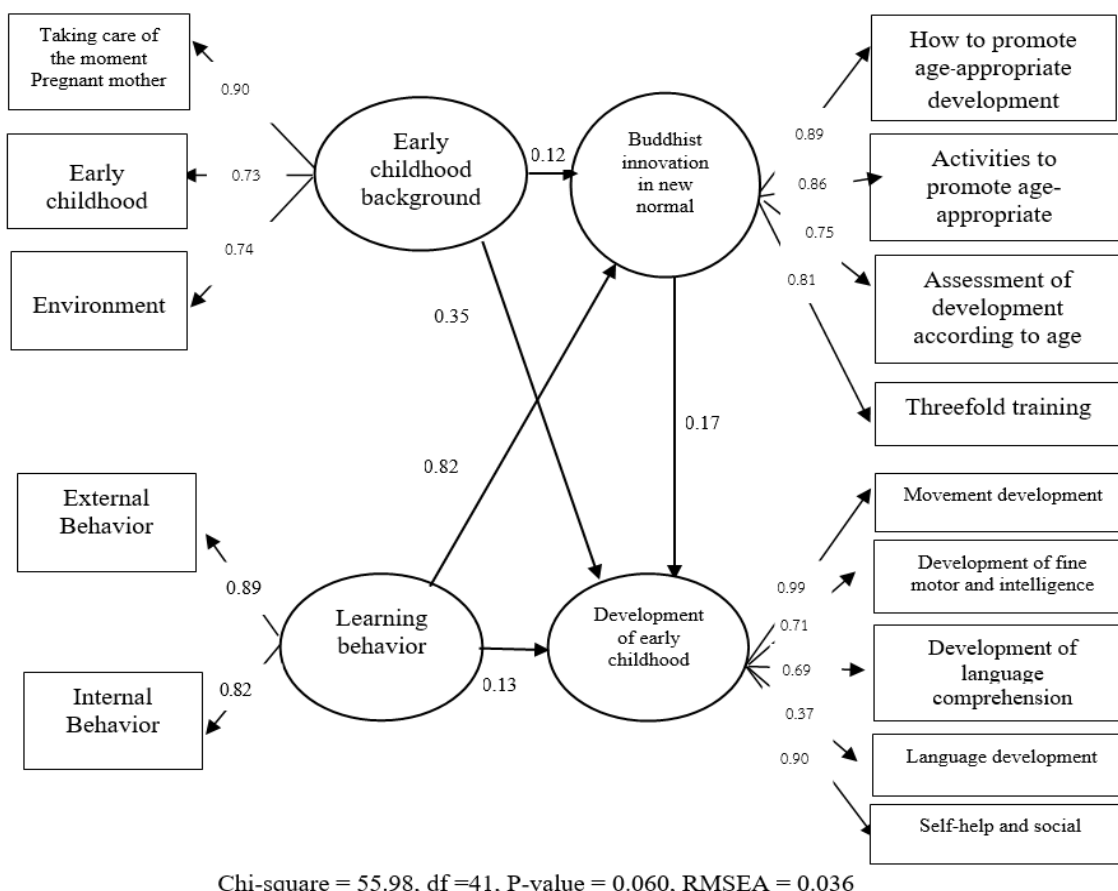 Taking care of
the moment
Pregnant mother
0.90
Early
childhood
0.73
Environment
0.74
Early
childhood
background
0.12
Buddhist
innovation
in new
normal
How to promote
age-appropriate
development
0.89
Activities to
promote age-
appropriate
0.86
Assessment of
development
according to age
0.75
Threefold training
0.81
0.35
0.82
0.17
External
Behavior
0.89
Internal
Behavior
0.82
Learning
behavior
0.13
Development
of early
childhood
Movement development
0.99
Development of fine
motor and intelligence
0.71
Development of
language
comprehension
0.69
Language development
0.37
Self-help and social
0.90
Chi-square = 55.98, df =41, P-value = 0.060, RMSEA = 0.036